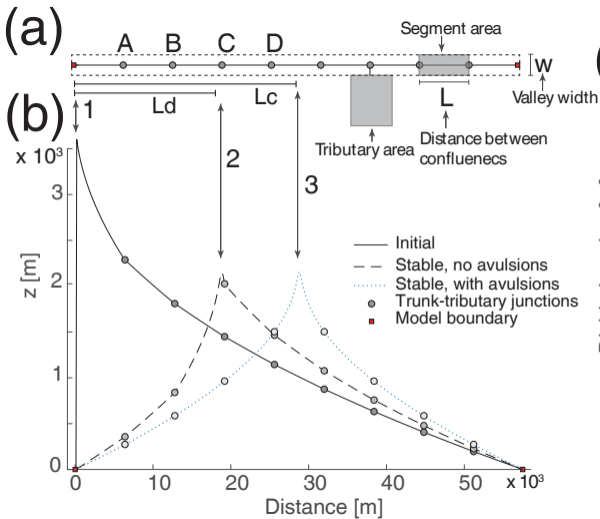 (a)
A B C D
Segment area
w
Valley width
Ld
Lc
L
Tributary area
Distance between
confluenecs
(b)
1
2
3
x 10³
3
2
1
0
z [m]
Initial
Stable, no avulsions
Stable, with avulsions
Trunk-tributary junctions
Model boundary
0 10 20 30 40 50 x 10³
Distance [m]